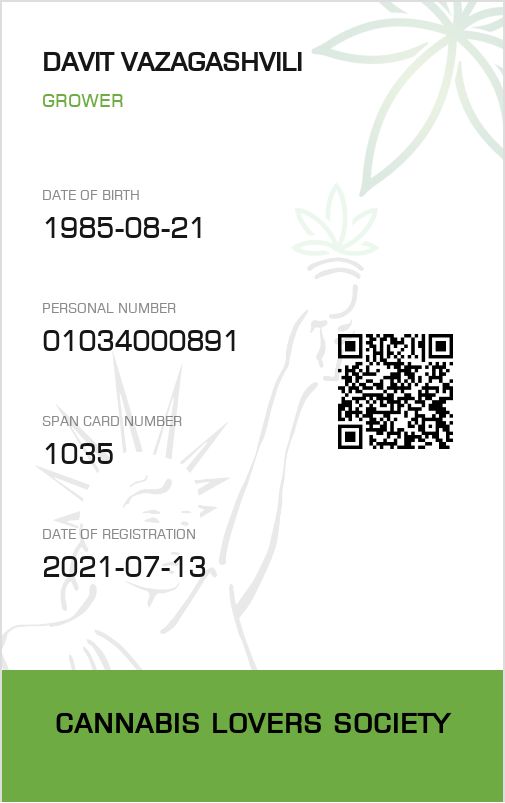 DAVIT VAZAGASHVILI
GROWER
DATE OF BIRTH
1985-08-21
PERSONAL NUMBER
01034000891
SPAN CARD NUMBER
1035
DATE OF REGISTRATION
2021-07-13
CANNABIS LOVERS SOCIETY